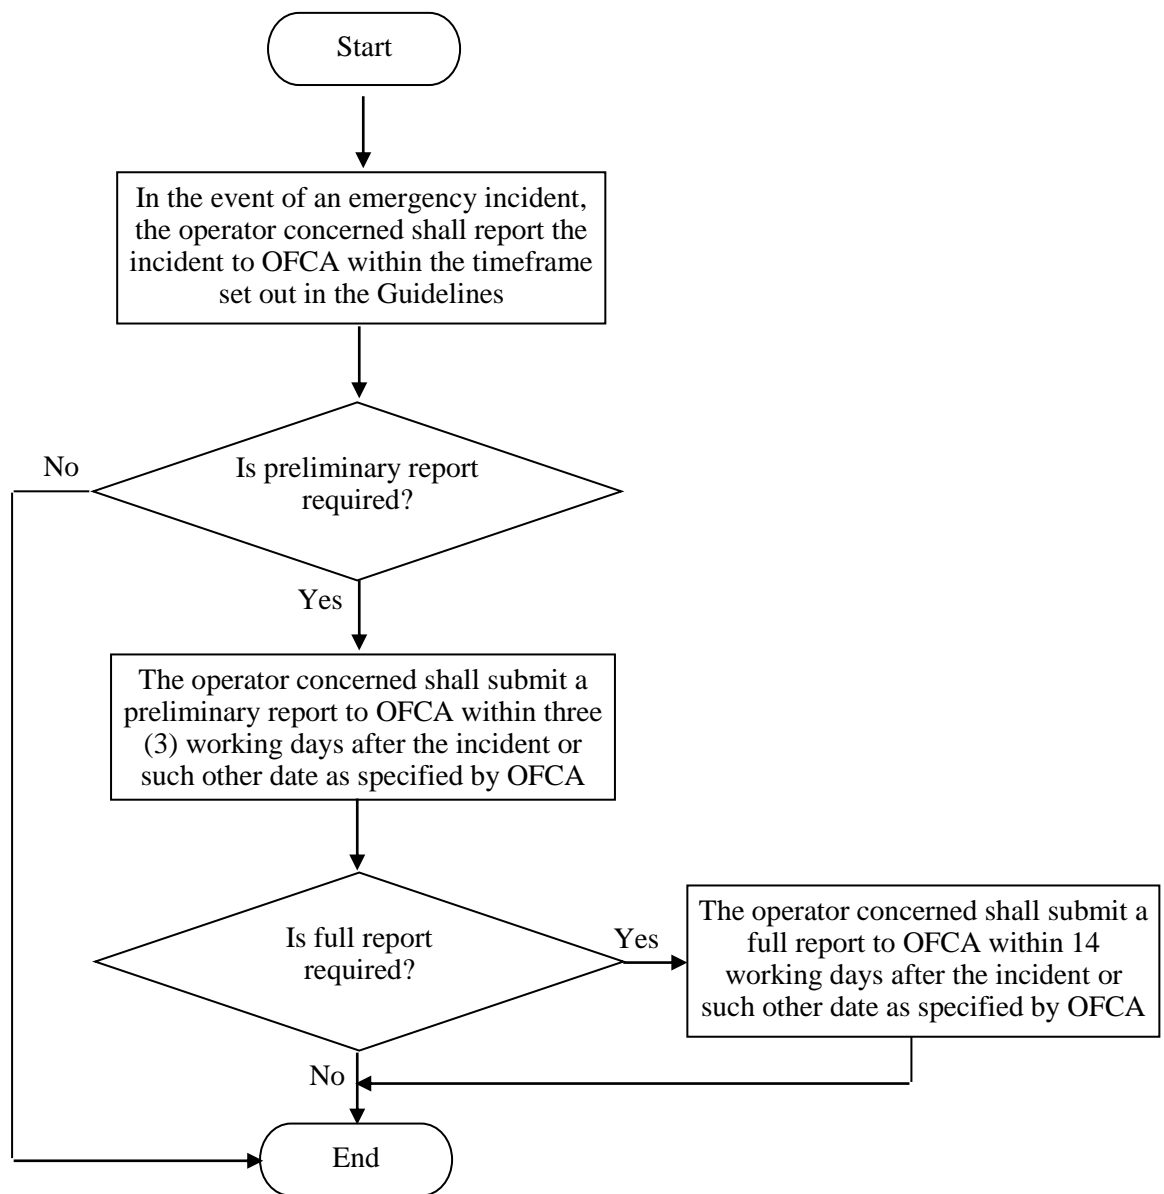 Start
In the event of an emergency incident,
the operator concerned shall report the
incident to OFCA within the timeframe
set out in the Guidelines
No
Is preliminary report
required?
Yes
The operator concerned shall submit a
preliminary report to OFCA within three
(3) working days after the incident or
such other date as specified by OFCA
Is full report
required?
Yes
The operator concerned shall submit a
full report to OFCA within 14
working days after the incident or
such other date as specified by OFCA
No
End